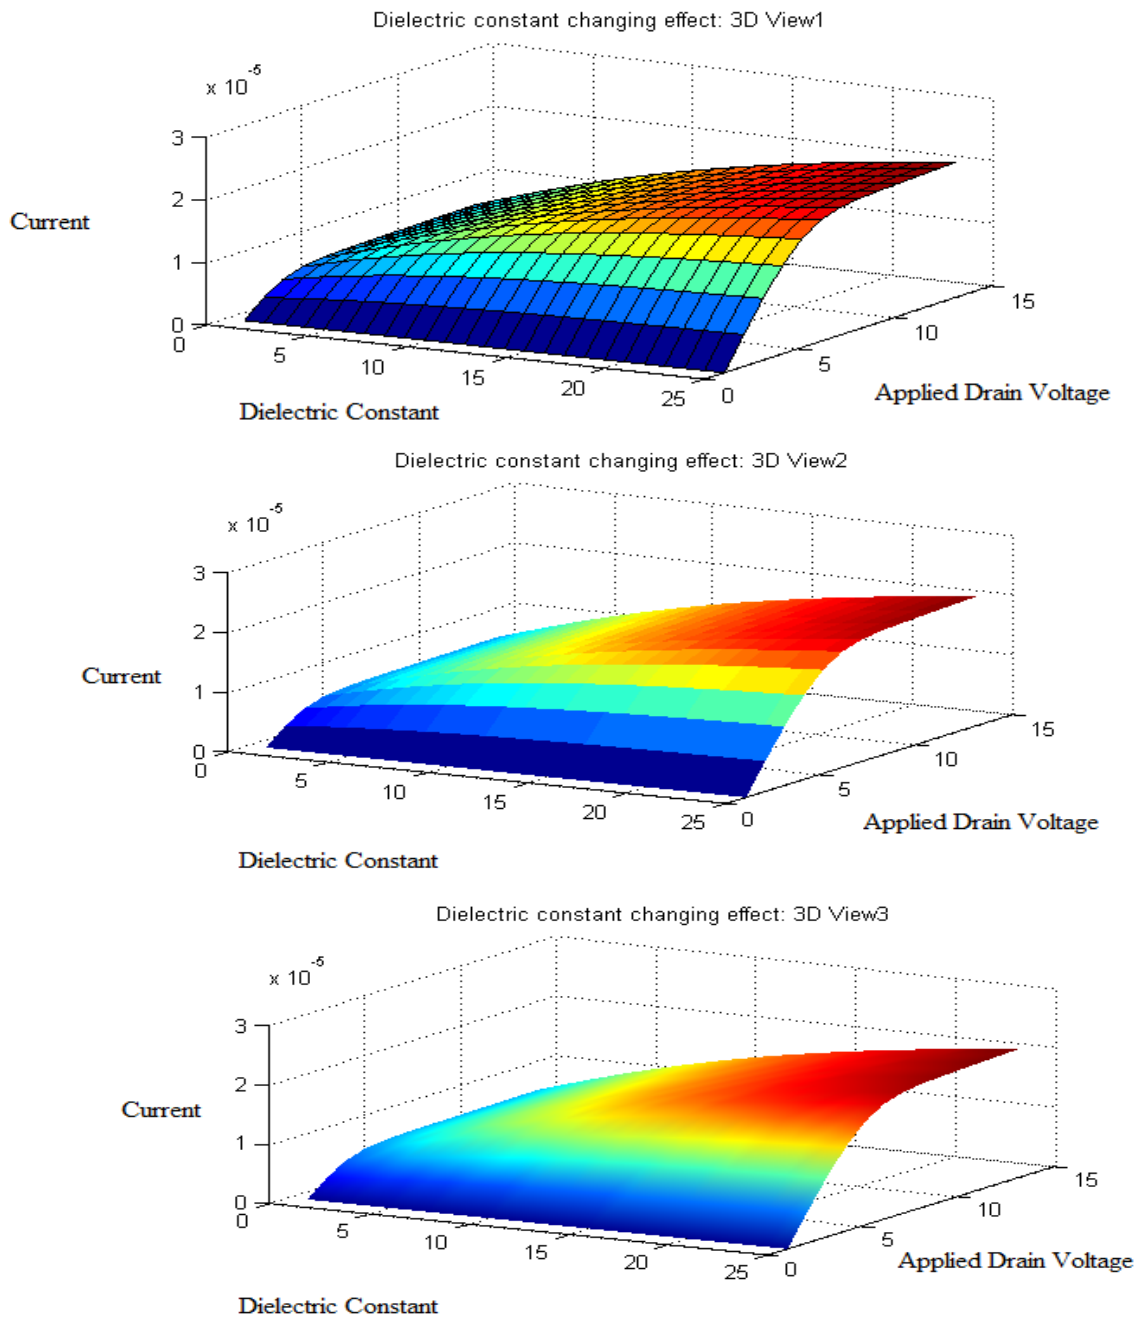 Dielectric constant changing effect: 3D View1
x 10-5
3
2
Current
1
0
0
5
10
15
20
25
0
5
10
15
Applied Drain Voltage
Dielectric Constant
Dielectric constant changing effect: 3D View2
x 10-5
3
2
Current
1
0
0
5
10
15
20
25
0
5
10
15
Applied Drain Voltage
Dielectric Constant
Dielectric constant changing effect: 3D View3
x 10-5
3
2
Current
1
0
0
5
10
15
20
25
0
5
10
15
Applied Drain Voltage
Dielectric Constant